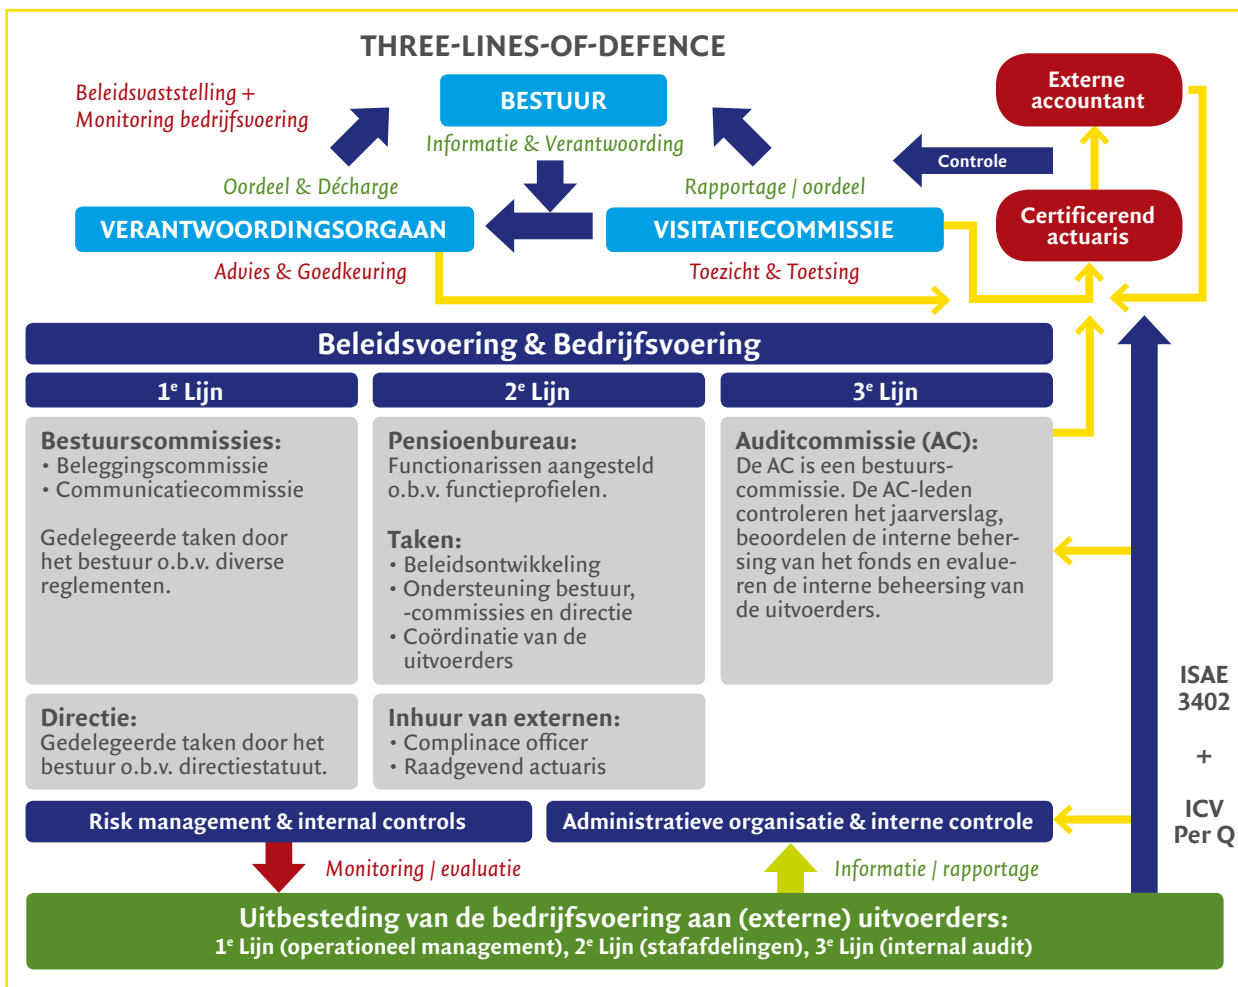 THREE-LINES-OF-DEFENCE
Beleidsvaststelling +
Monitoring bedrijfsvoering
BESTUUR
Informatie & Verantwoording
Externe
accountant
Controle
Oordeel & Décharge
Rapportage / oordeel
VERANTWOORDINGSORGAAN
VISITATIECOMMISSIE
Certificerend
actuaris
Advies & Goedkeuring
Toezicht & Toetsing
Beleidsvoering & Bedrijfsvoering
1e Lijn
2e Lijn
3e Lijn
Bestuurscommissies:
• Beleggingscommissie
• Communicatiecommissie
Gedelegeerde taken door
het bestuur o.b.v. diverse
reglementen.
Pensioenbureau:
Functionarissen aangesteld
o.b.v. functieprofielen.
Taken:
• Beleidsontwikkeling
• Ondersteuning bestuur,
-commissies en directie
• Coördinatie van de
uitvoerders
Auditcommissie (AC):
De AC is een bestuurs-
commissie. De AC-leden
controleren het jaarverslag,
beoordelen de interne beher-
sing van het fonds en evalue-
ren de interne beheersing van
de uitvoerders.
Directie:
Gedelegeerde taken door het
bestuur o.b.v. directiestatuut.
Inhuur van externen:
• Complinace officer
• Raadgevend actuaris
ISAE
3402
+
ICV
Per Q
Risk management & internal controls
Administratieve organisatie & interne controle
Monitoring / evaluatie
Informatie / rapportage
Uitbesteding van de bedrijfsvoering aan (externe) uitvoerders:
1e Lijn (operationeel management), 2e Lijn (stafafdelingen), 3e Lijn (internal audit)